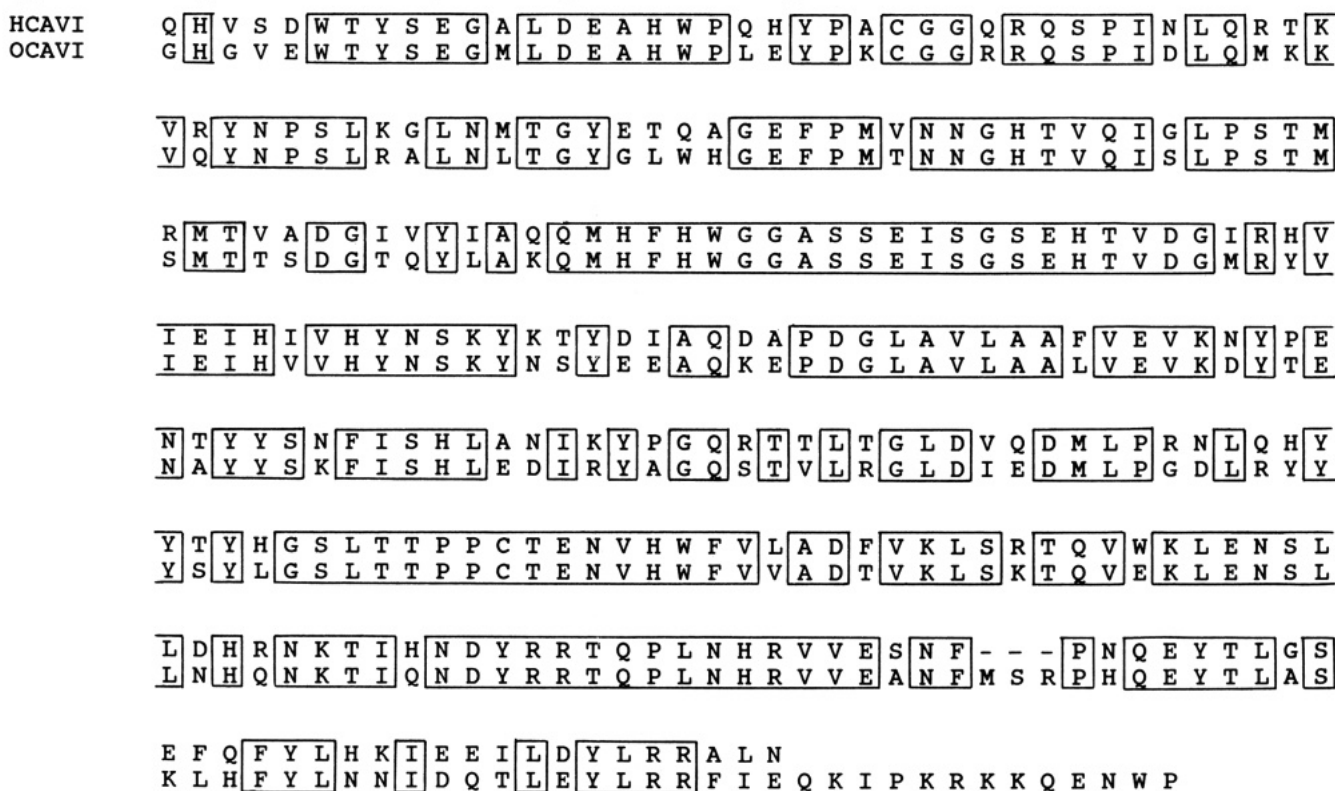 HCAVI Q H V S D W T Y S E G A L D E A H W P Q H Y P A C G G Q R Q S P I N L Q R T K
OCAVI G H G V E W T Y S E G M L D E A H W P L E Y P K C G G R R Q S P I D L Q M K K
V R Y N P S L K G L N M T G Y E T Q A G E F P M V N N G H T V Q I G L P S T M
V Q Y N P S L R A L N L T G Y G L W H G E F P M T N N G H T V Q I S L P S T M
R M T V A D G I V Y I A Q Q M H F H W G G A S S E I S G S E H T V D G I R H V
S M T T S D G T Q Y L A K Q M H F H W G G A S S E I S G S E H T V D G M R Y V
I E I H I V H Y N S K Y K T Y D I A Q D A P D G L A V L A A F V E V K N Y P E
I E I H V V H Y N S K Y N S Y E E A Q K E P D G L A V L A A L V E V K D Y T E
N T Y Y S N F I S H L A N I K Y P G Q R T T L T G L D V Q D M L P R N L Q H Y
N A Y Y S K F I S H L E D I R Y A G Q S T V L R G L D I E D M L P G D L R Y Y
Y T Y H G S L T T P P C T E N V H W F V L A D F V K L S R T Q V W K L E N S L
Y S Y L G S L T T P P C T E N V H W F V V A D T V K L S K T Q V E K L E N S L
L D H R N K T I H N D Y R R T Q P L N H R V V E S N F - - - P N Q E Y T L G S
L N H Q N K T I Q N D Y R R T Q P L N H R V V E A N F M S R P H Q E Y T L A S
E F Q F Y L H K I E E I L D Y L R R A L N
K L H F Y L N N I D Q T L E Y L R R F I E Q K I P K R K K Q E N W P